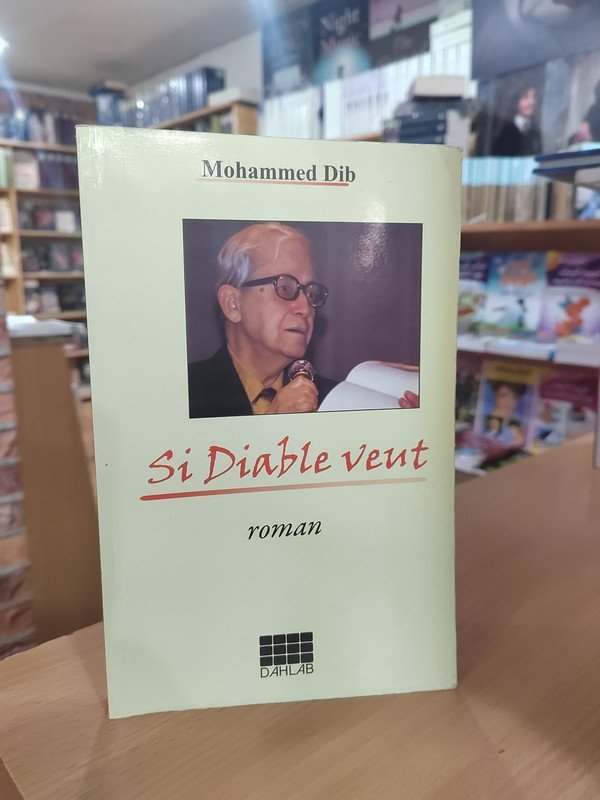 Mohammed Dib
Si Diable veut
roman
DAHLAB